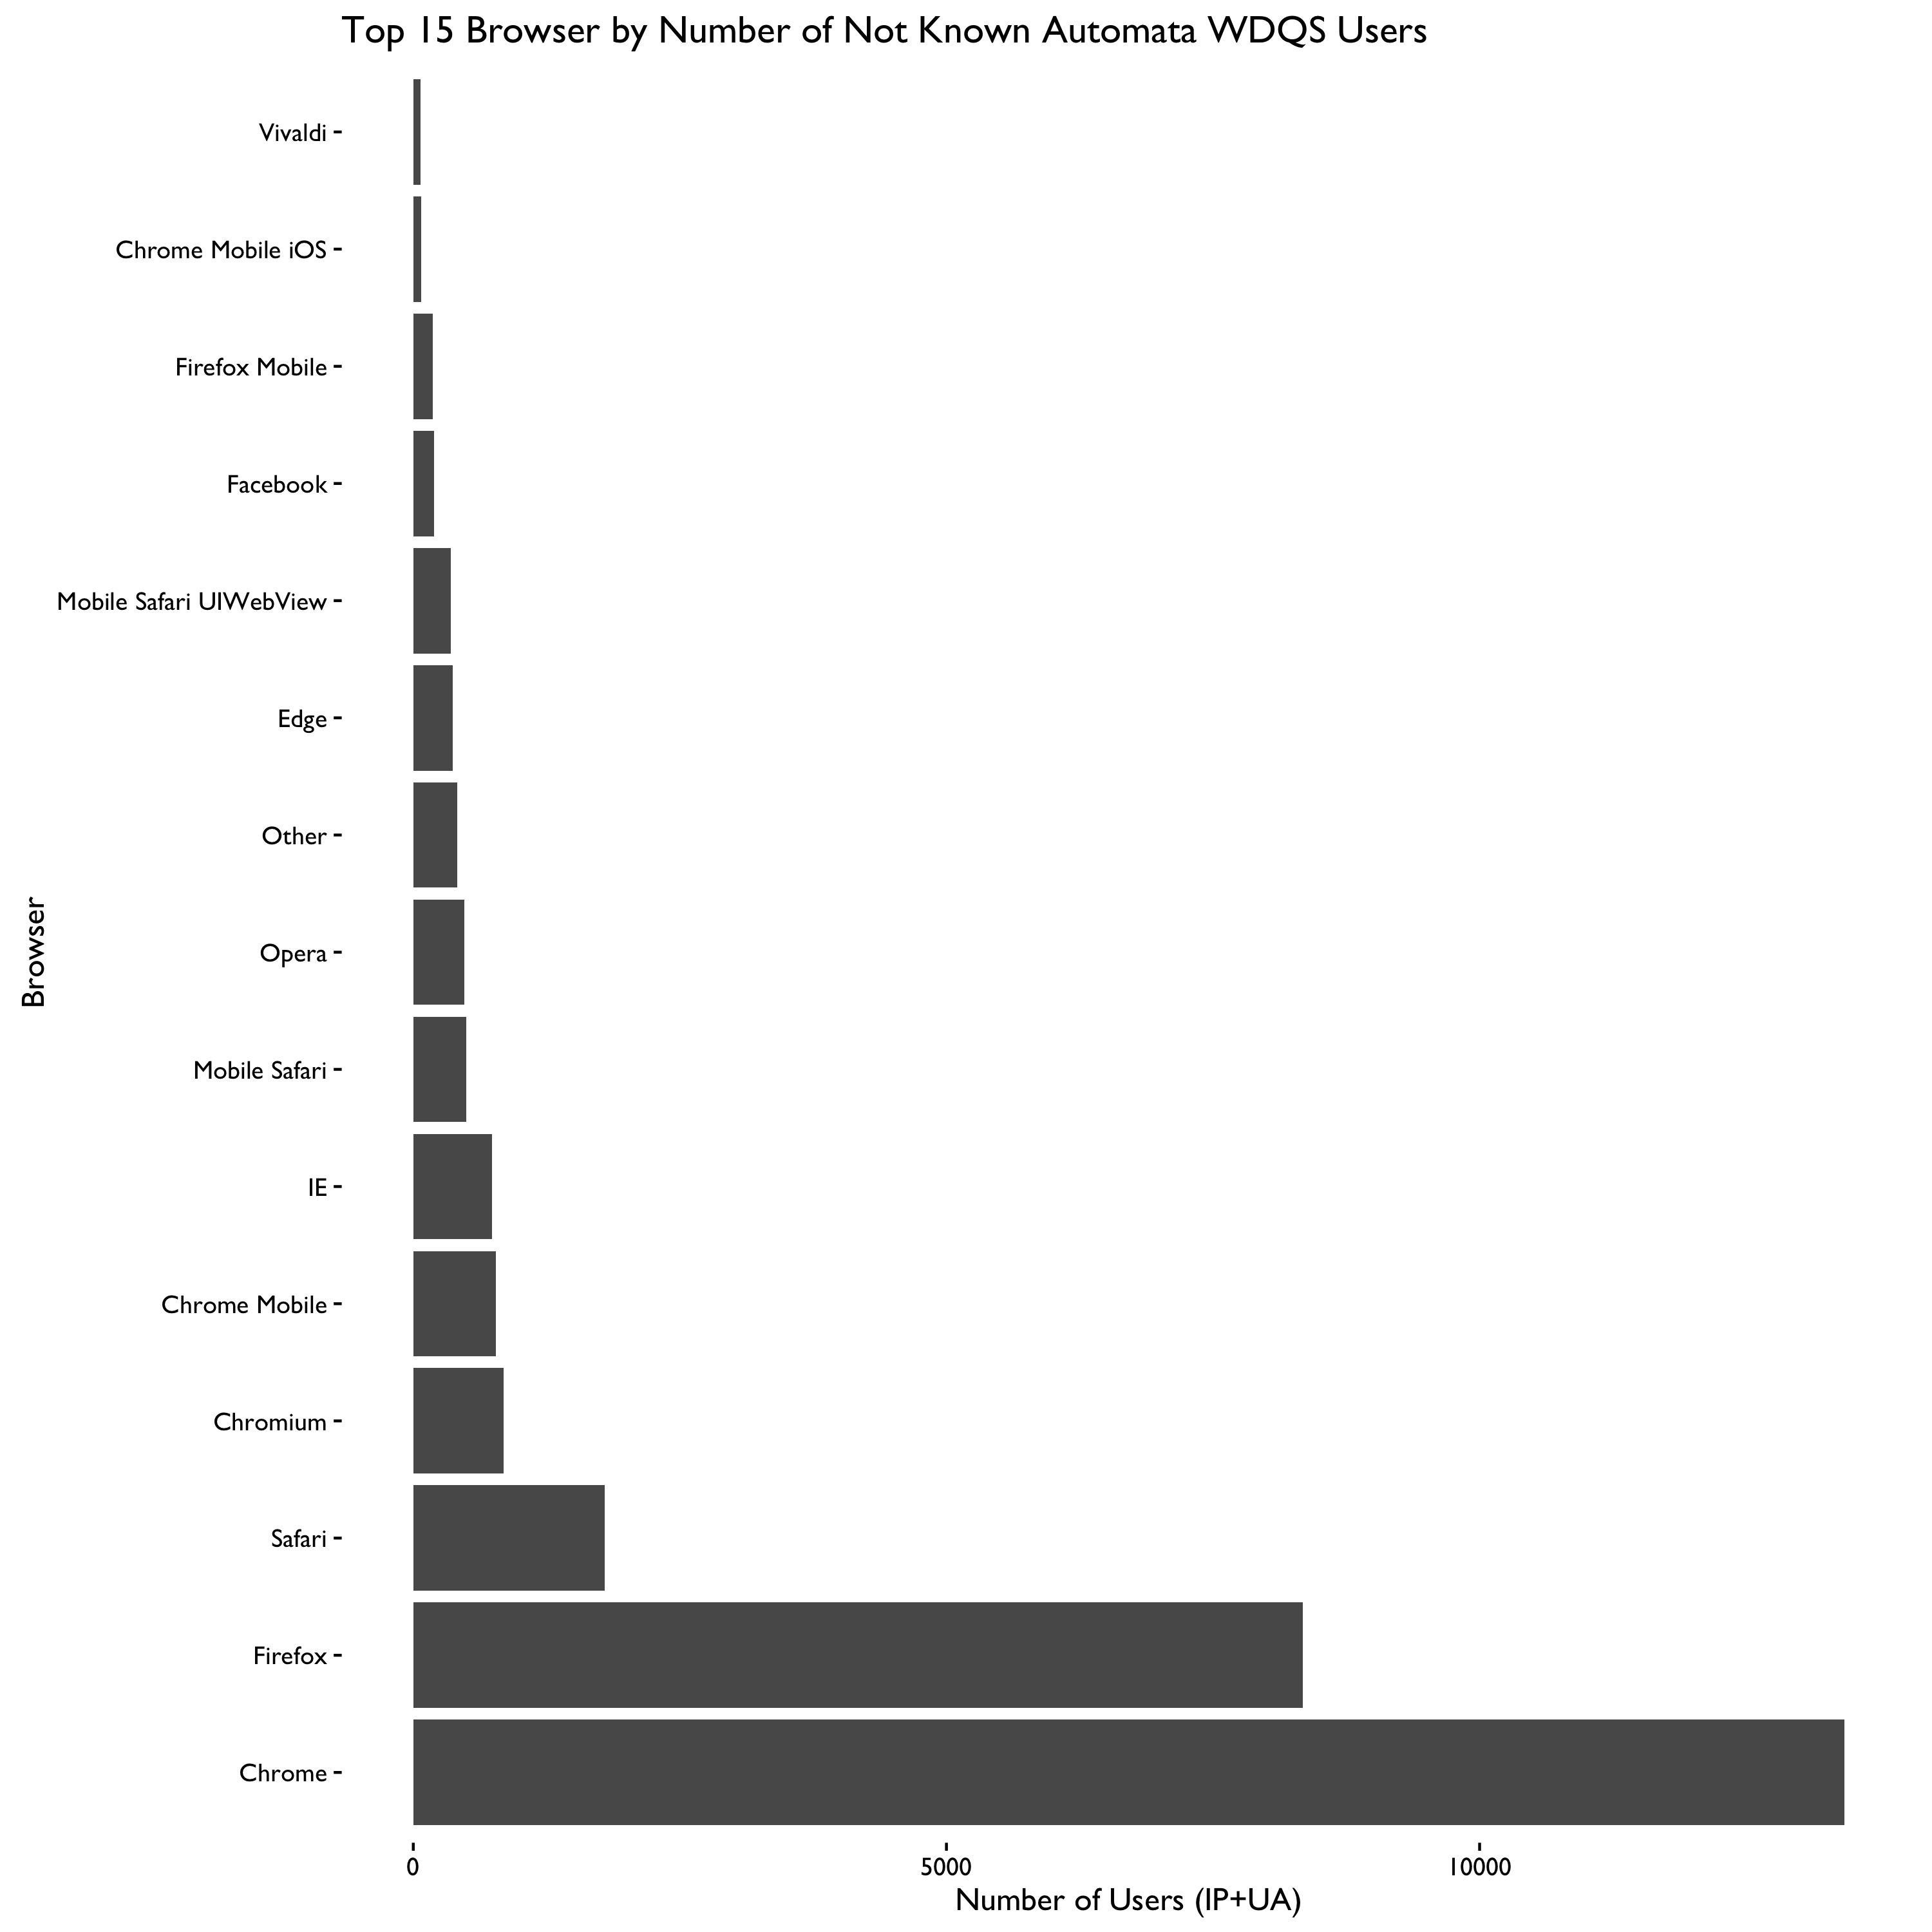 Top 15 Browser by Number of Not Known Automata WDQS Users
Vivaldi
Chrome Mobile iOS
Firefox Mobile
Facebook
Mobile Safari UIWebView
Edge
Other
Opera
Mobile Safari
IE
Chrome Mobile
Chromium
Safari
Firefox
Chrome
Browser
0 5000 10000
Number of Users (IP+UA)